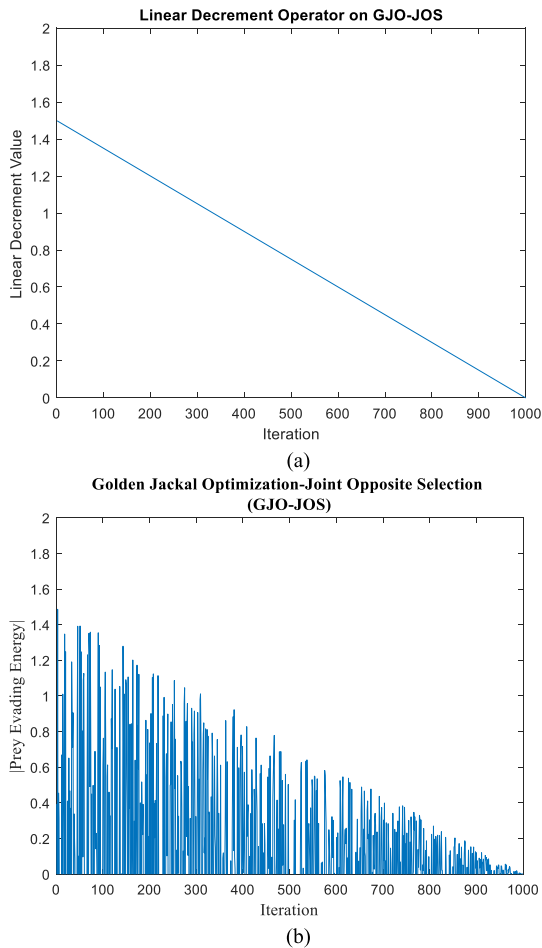 Linear Decrement Operator on GJO-JOS
2
1.8
1.6
1.4
1.2
1
0.8
0.6
0.4
0.2
0
Linear Decrement Value
0 100 200 300 400 500 600 700 800 900 1000
Iteration
(a)
Golden Jackal Optimization-Joint Opposite Selection
(GJO-JOS)
2
1.8
1.6
1.4
1.2
1
0.8
0.6
0.4
0.2
0
|Prey Evading Energy|
0 100 200 300 400 500 600 700 800 900 1000
Iteration
(b)